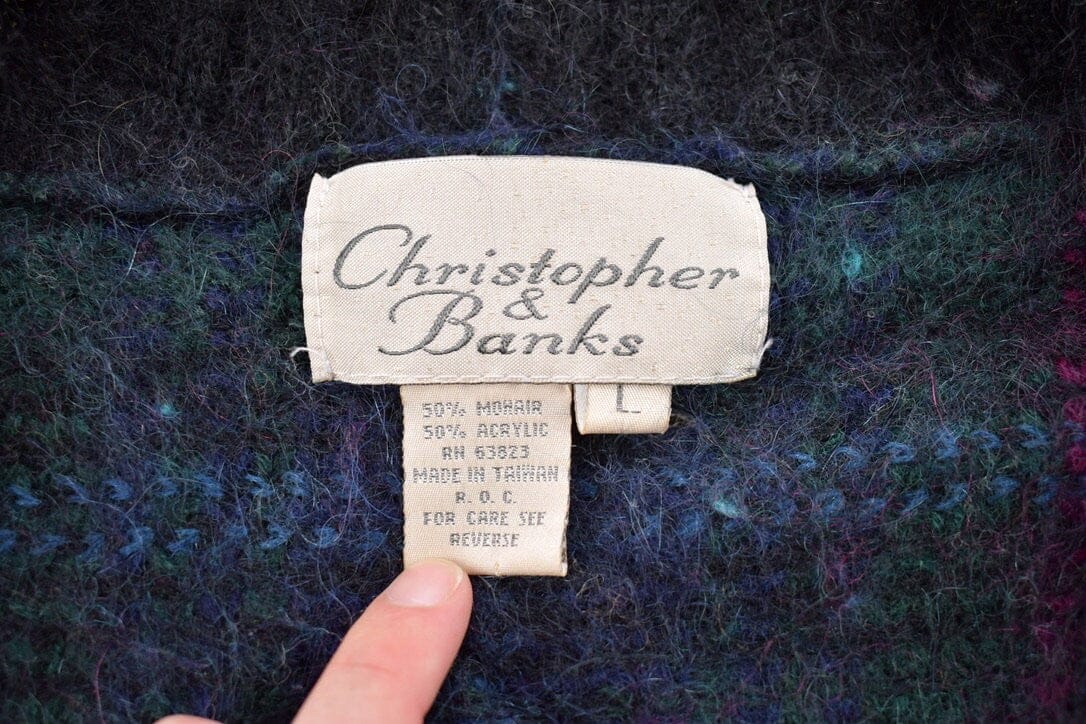 Christopher
&
Banks
L
50% MOHAIR
50% ACRYLIC
RN 63823
MADE IN TAIWAN
R. O. C.
FOR CARE SEE
REVERSE